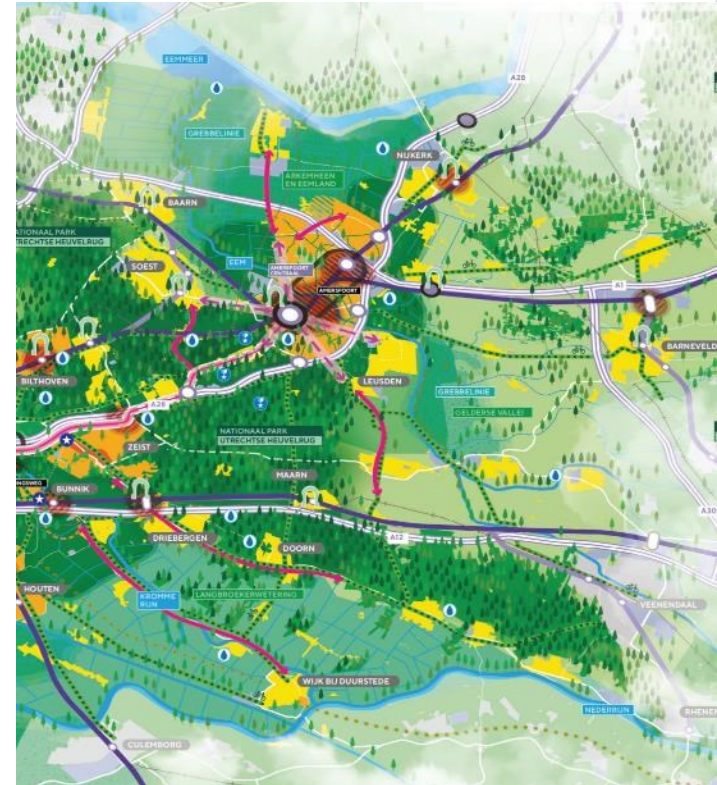 EEMMEER
A28
GREBBELINIE
NIJKERK
ARKEMHEEN
EN EEMLAND
BAARN
NATIONAAL PARK
UTRECHTSE HEUVELRUG
SOEST
EEM
AMERSFOORT
CENTRAAL
AMERSFOORT
A1
BARNEVELD
BILTHOVEN
LEUSDEN
GREBBELINIE
A28
GELDERSE VALLEI
NATIONAAL PARK
UTRECHTSE HEUVELRUG
ZEIST
MAARN
BUNNIK
A30
DRIEBERGEN
A12
DOORN
HOUTEN
KROMME
RIJN
LANGBROEKERWETERING
VEENENDAAL
WIJK BIJ DUURSTEDE
NEDERRIJN
RHENEN
CULEMBORG